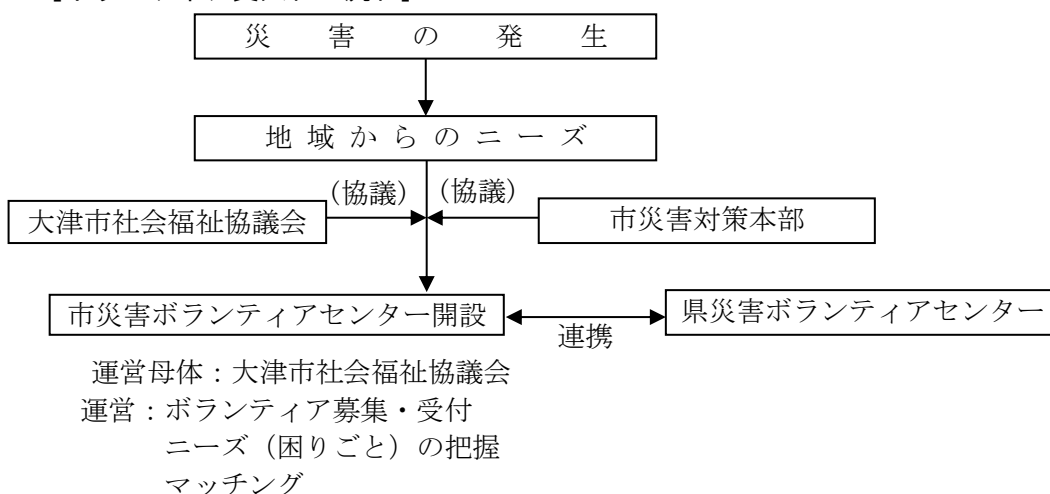 災害の発生
地域からのニーズ
(協議) (協議)
大津市社会福祉協議会 市災害対策本部
市災害ボランティアセンター開設 県災害ボランティアセンター
連携
運営母体：大津市社会福祉協議会
運営：ボランティア募集・受付
ニーズ（困りごと）の把握
マッチング